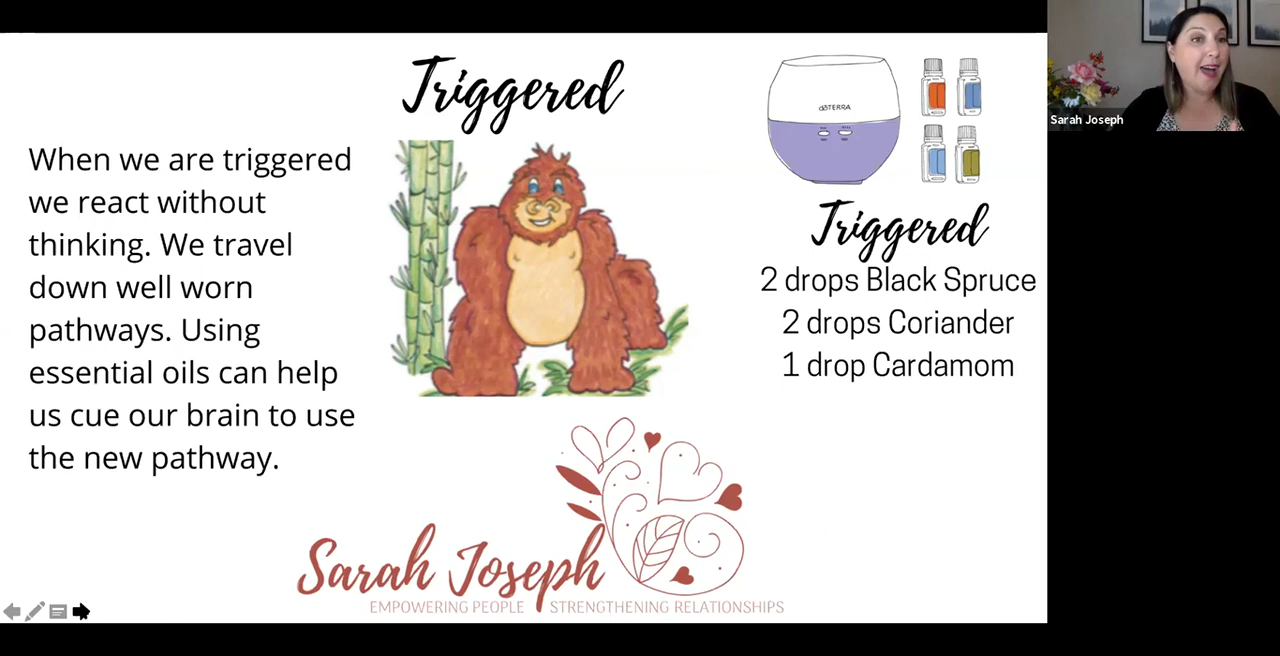 Triggered
When we are triggered
we react without
thinking. We travel
down well worn
pathways. Using
essential oils can help
us cue our brain to use
the new pathway.
dōTERRA
Triggered
2 drops Black Spruce
2 drops Coriander
1 drop Cardamom
Sarah Joseph
EMPOWERING PEOPLE STRENGTHENING RELATIONSHIPS
Sarah Joseph